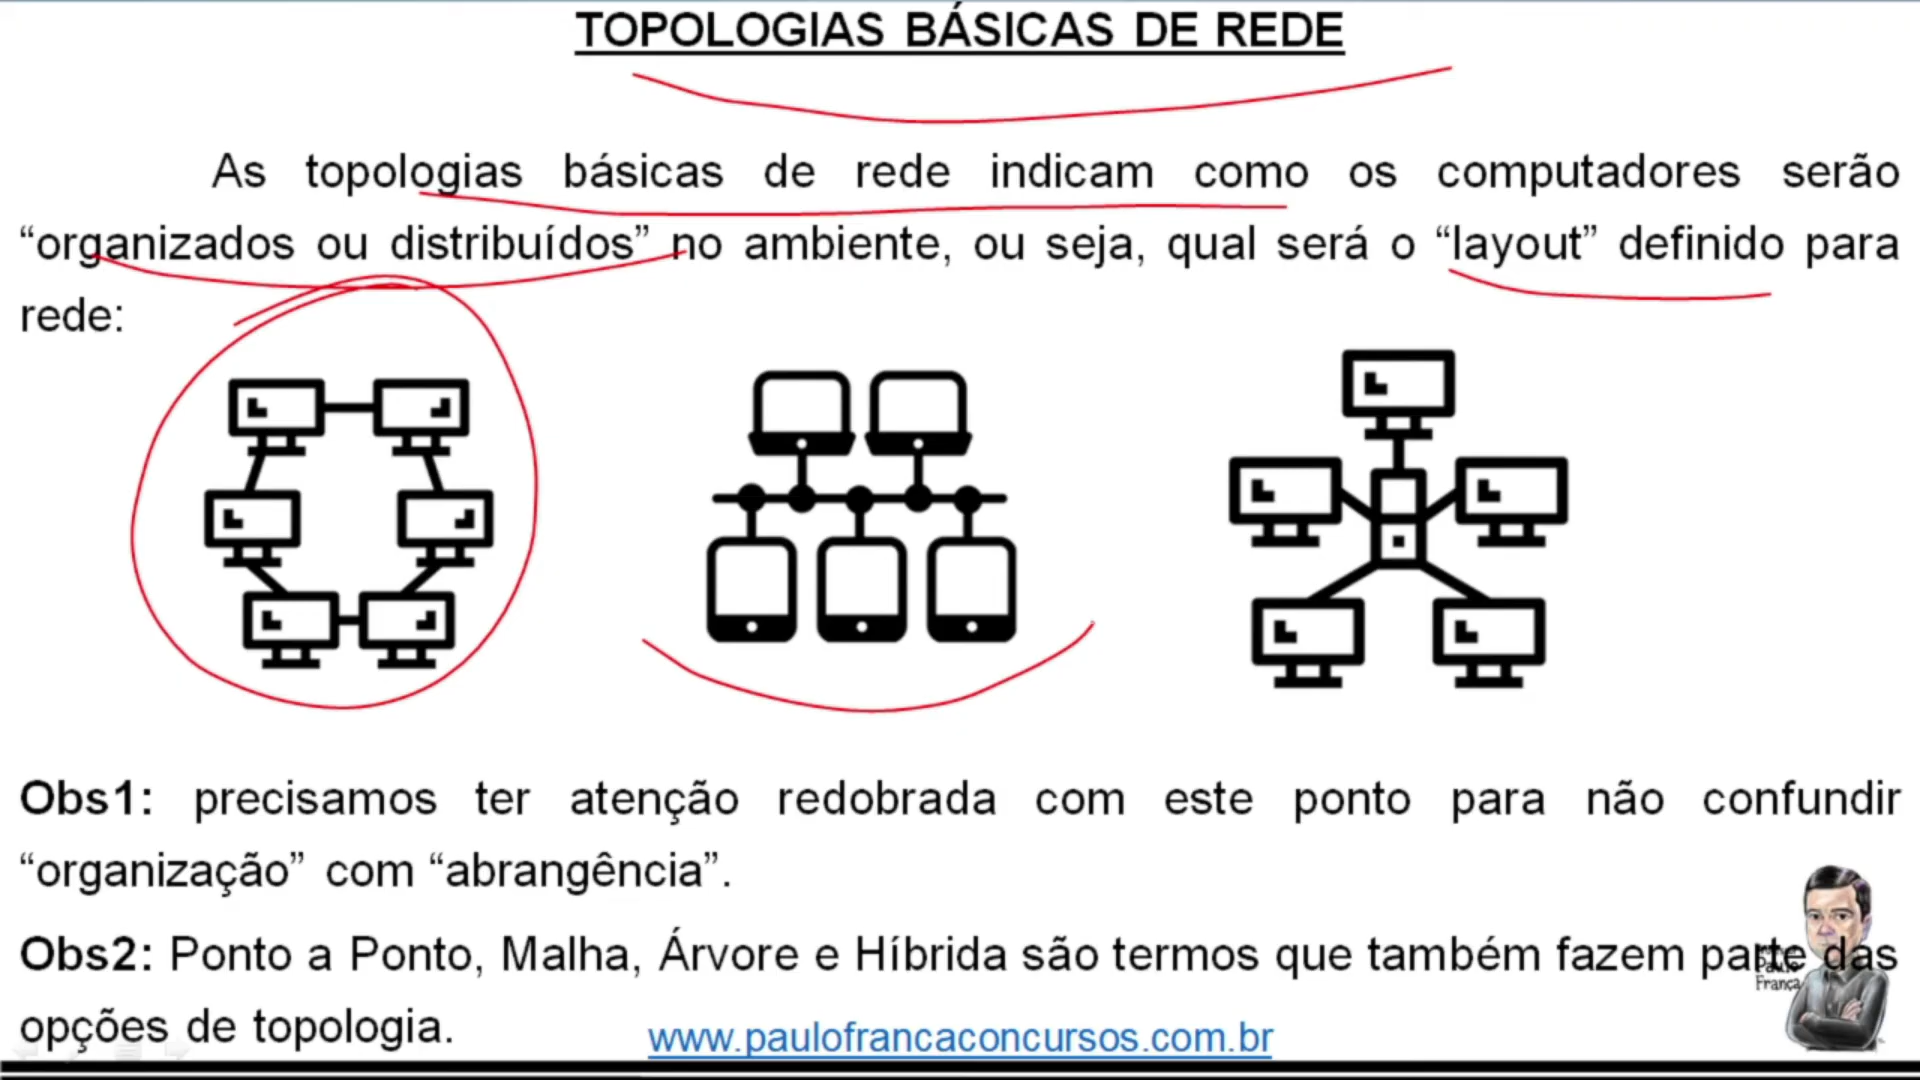 TOPOLOGIAS BÁSICAS DE REDE
As topologias básicas de rede indicam como os computadores serão
“organizados ou distribuídos” no ambiente, ou seja, qual será o “layout” definido para
rede:
Obs1: precisamos ter atenção redobrada com este ponto para não confundir
“organização” com “abrangência”.
Obs2: Ponto a Ponto, Malha, Árvore e Híbrida são termos que também fazem parte das
opções de topologia.
Paulo
França
www.paulofrancaconcursos.com.br